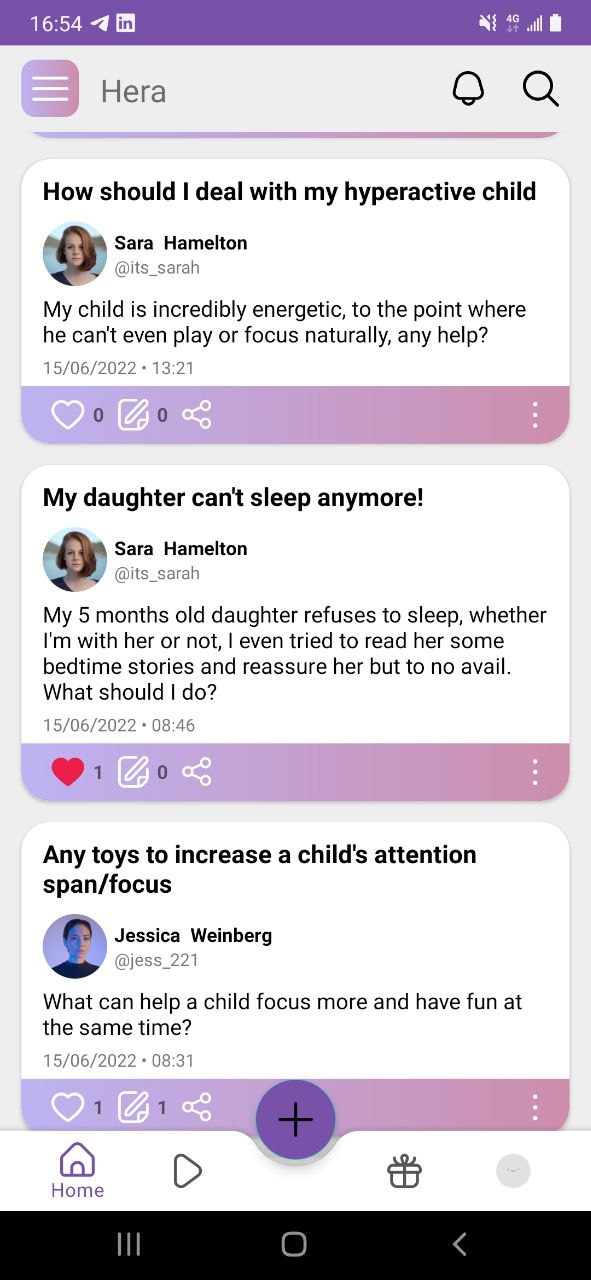 16:54
4G
Hera
How should I deal with my hyperactive child
Sara Hamelton
@its_sarah
My child is incredibly energetic, to the point where
he can't even play or focus naturally, any help?
15/06/2022 • 13:21
0 0
My daughter can't sleep anymore!
Sara Hamelton
@its_sarah
My 5 months old daughter refuses to sleep, whether
I'm with her or not, I even tried to read her some
bedtime stories and reassure her but to no avail.
What should I do?
15/06/2022 • 08:46
1 0
Any toys to increase a child's attention
span/focus
Jessica Weinberg
@jess_221
What can help a child focus more and have fun at
the same time?
15/06/2022 • 08:31
1 1
Home